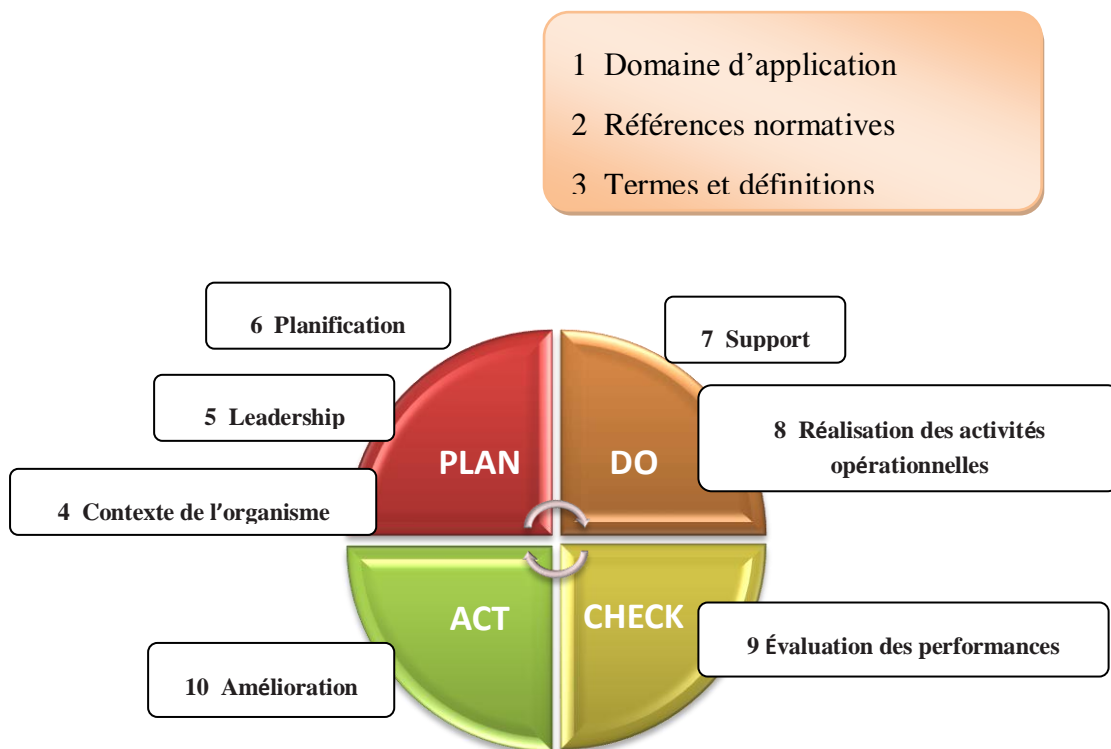 1 Domaine d’application
2 Références normatives
3 Termes et définitions
6 Planification
7 Support
5 Leadership
8 Réalisation des activités
opérationnelles
PLAN
DO
4 Contexte de l’organisme
ACT
CHECK
9 Évaluation des performances
10 Amélioration